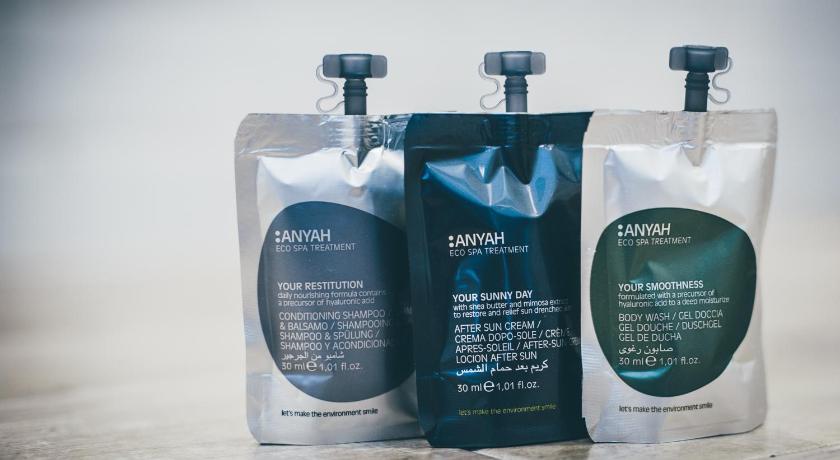 :ANYAH
ECO SPA TREATMENT
YOUR RESTITUTION
daily nourishing formula contains
a precursor of hyaluronic acid
CONDITIONING SHAMPOO /
& BALSAMO / SHAMPOOING
SHAMPOO & SPÜLUNG /
SHAMPOO Y ACONDICIONA
شامبو من الجرجير
30 ml ℮ 1,01 fl.oz.
let's make the environment smile
:ANYAH
ECO SPA TREATMENT
YOUR SUNNY DAY
with shea butter and mimosa extract
to restore and relief sun drenched
AFTER SUN CREAM /
CREMA DOPO-SOLE / CRÈME
APRES-SOLEIL / AFTER-SUN
LOCION AFTER SUN
كريم بعد حمام الشمس
30 ml ℮ 1,01 fl.oz.
let's make the environment smile
:ANYAH
ECO SPA TREATMENT
YOUR SMOOTHNESS
formulated with a precursor of
hyaluronic acid to a deep moisturize
BODY WASH / GEL DOCCIA
GEL DOUCHE / DUSCHGEL
GEL DE DUCHA
صابون رغوى
30 ml ℮ 1,01 fl.oz.
let's make the environment smile